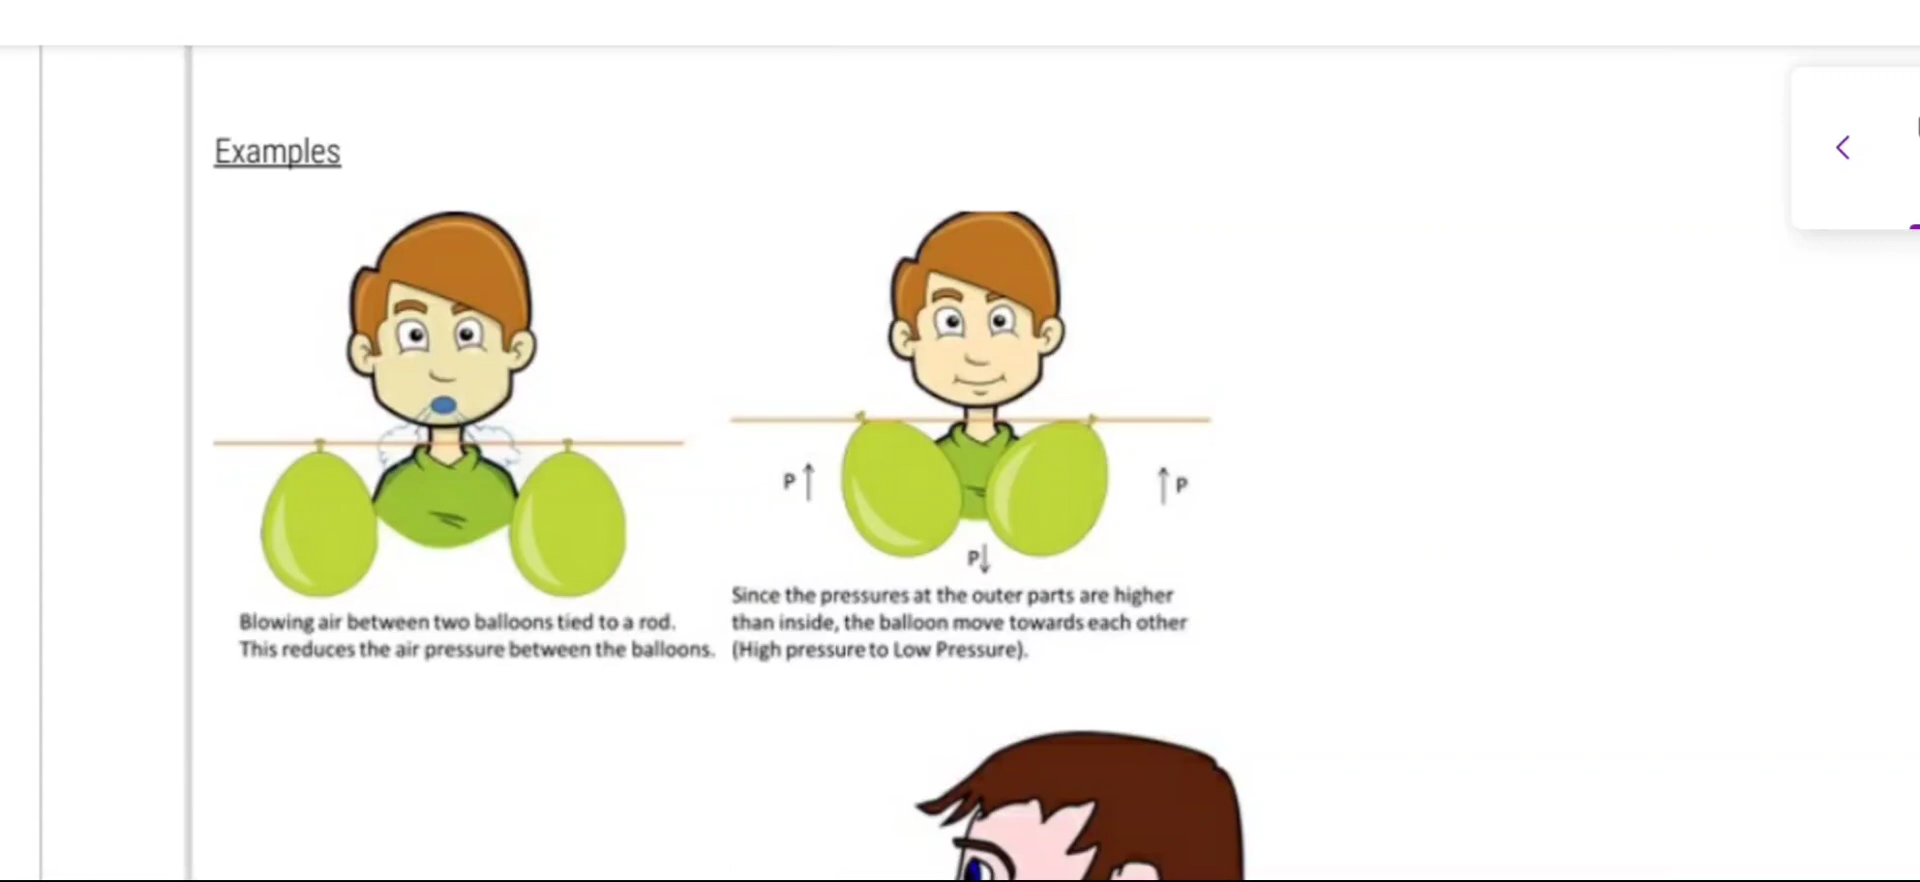 Examples
P↑
↑P
P↓
Blowing air between two balloons tied to a rod.
This reduces the air pressure between the balloons.
Since the pressures at the outer parts are higher
than inside, the balloon move towards each other
(High pressure to Low Pressure).